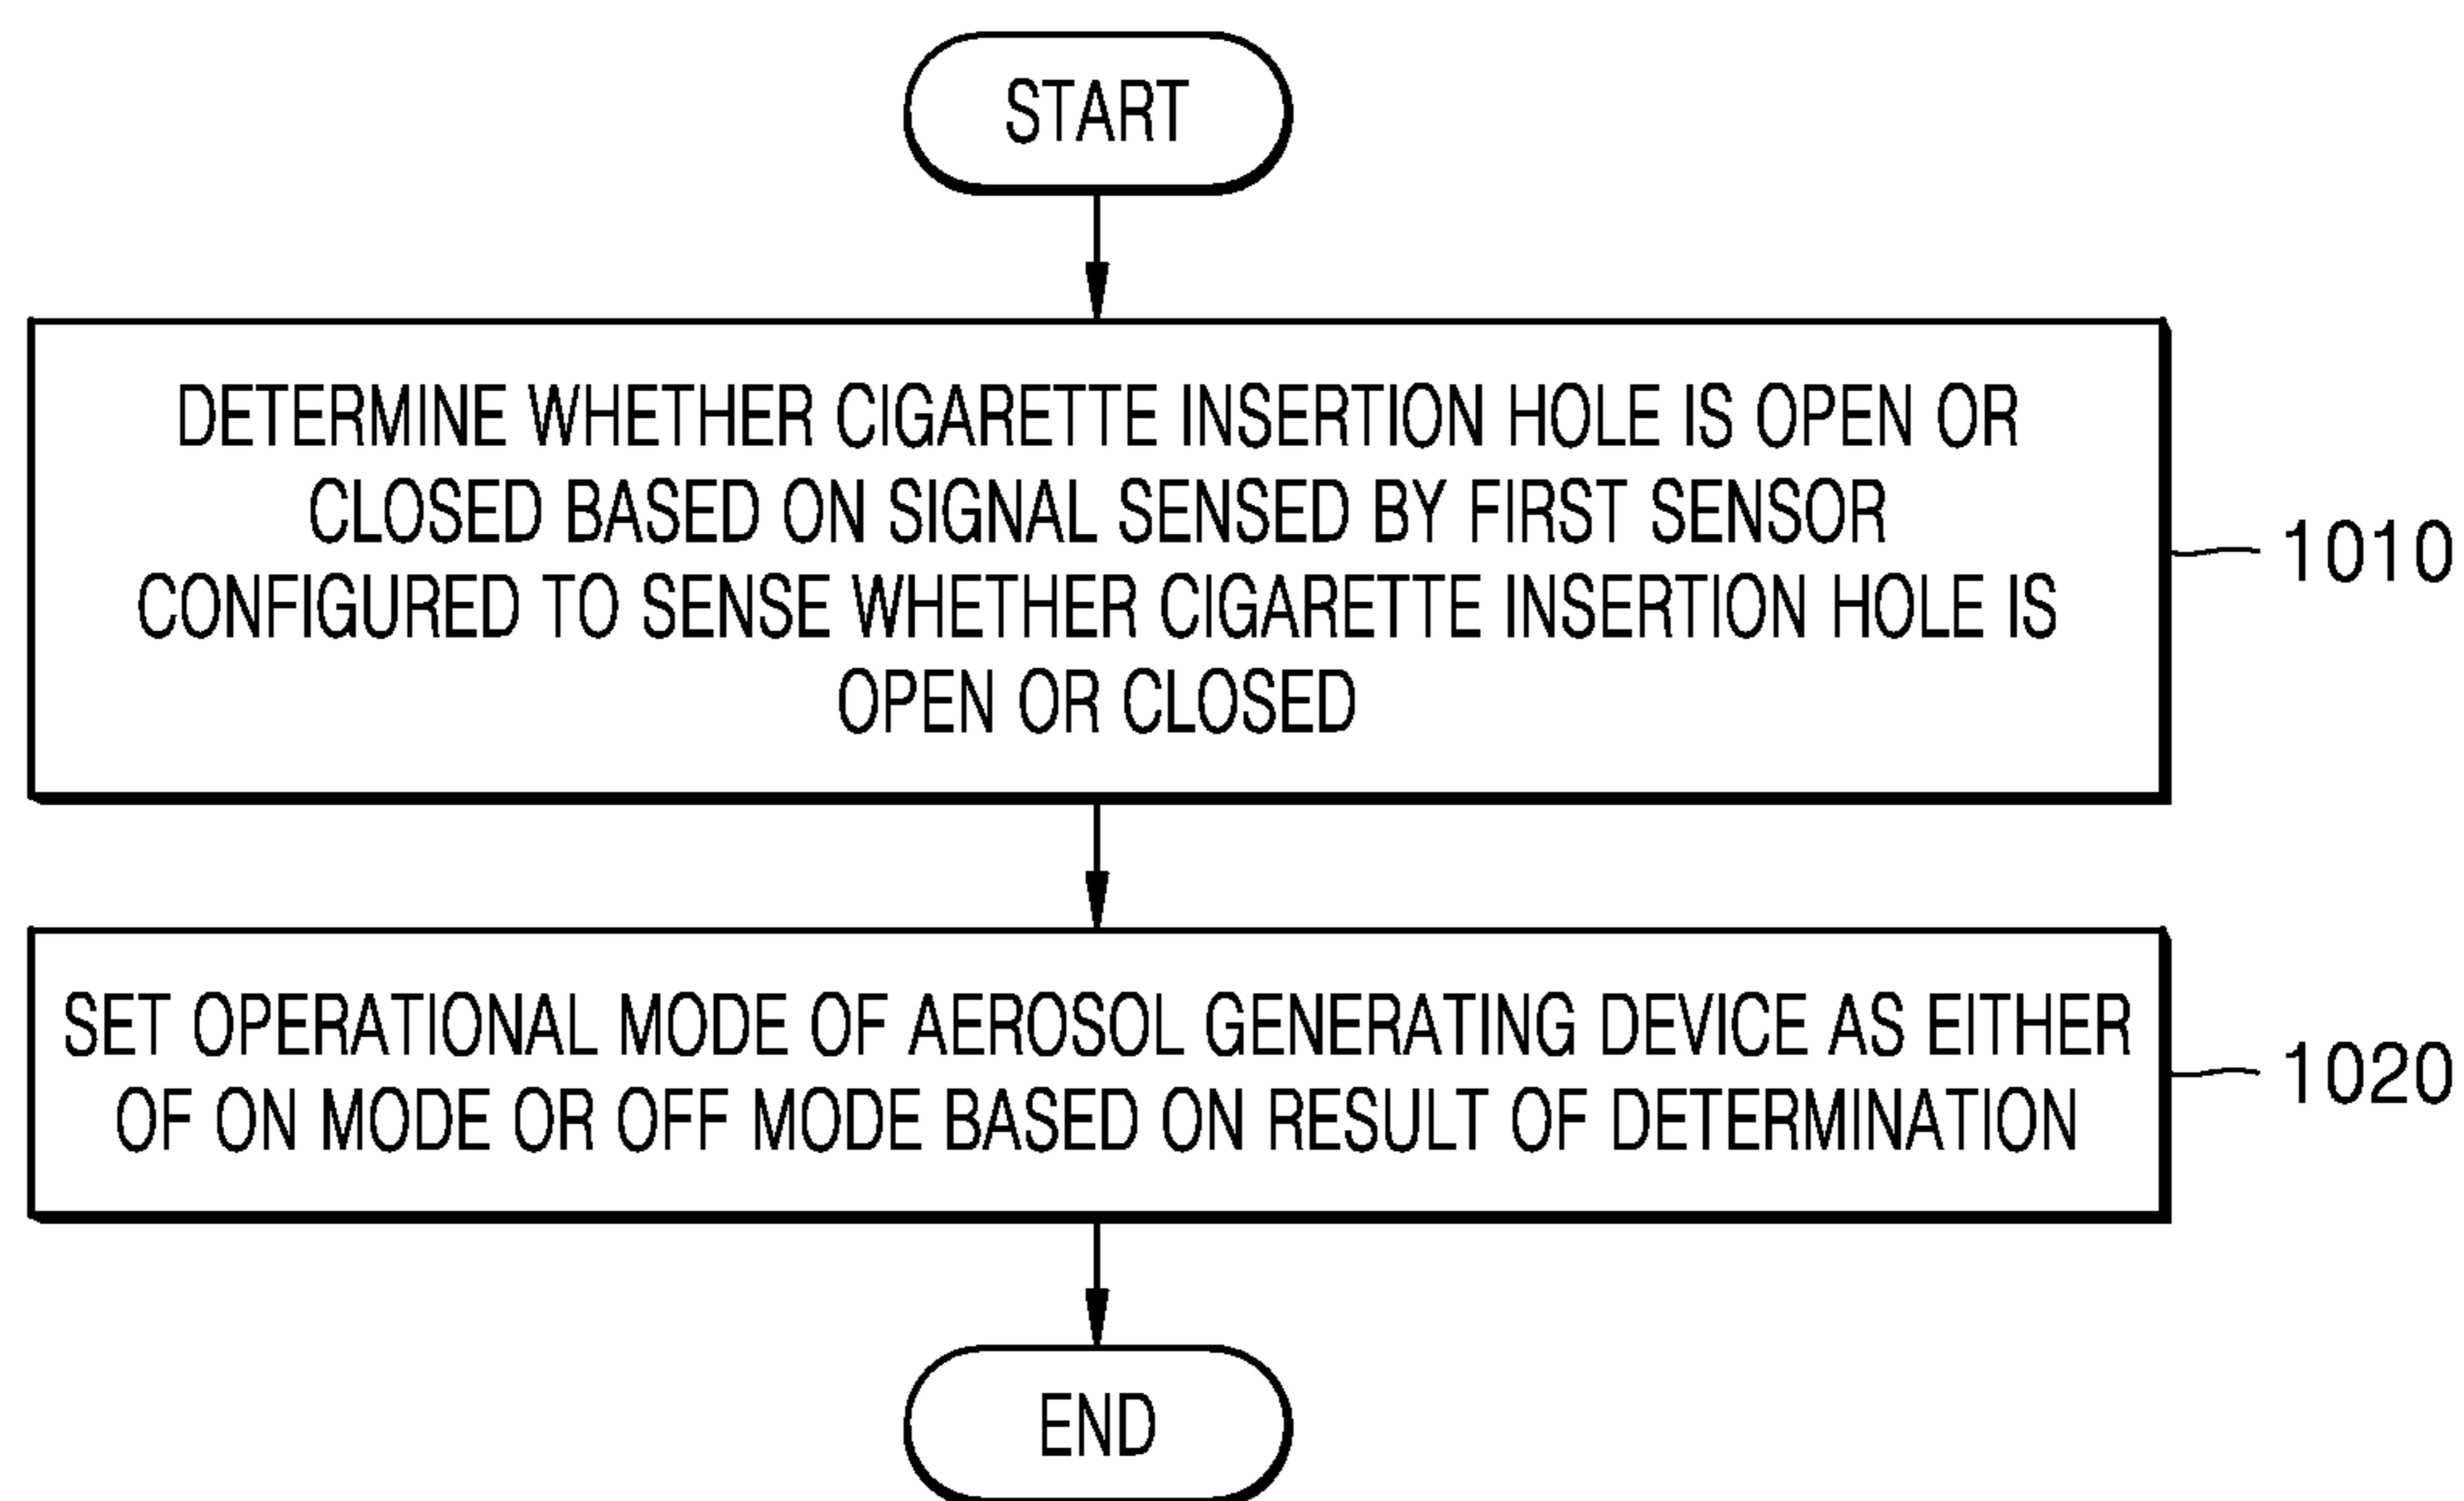 START
DETERMINE WHETHER CIGARETTE INSERTION HOLE IS OPEN OR
CLOSED BASED ON SIGNAL SENSED BY FIRST SENSOR
CONFIGURED TO SENSE WHETHER CIGARETTE INSERTION HOLE IS
OPEN OR CLOSED
1010
SET OPERATIONAL MODE OF AEROSOL GENERATING DEVICE AS EITHER
OF ON MODE OR OFF MODE BASED ON RESULT OF DETERMINATION
1020
END